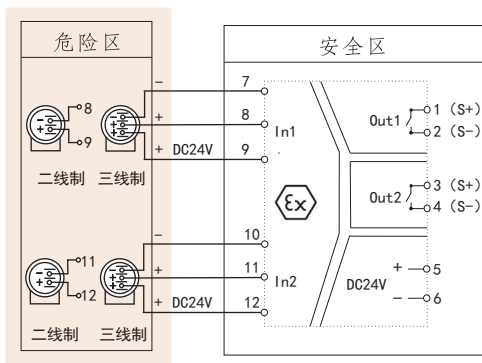 危险区
安全区
− 7
8
+ 8
9
+ DC24V 9
In1
二线制 三线制
Out1 1 (S+)
2 (S−)
Out2 3 (S+)
4 (S−)
εx
− 10
11
+ 11
12
+ DC24V 12
In2
二线制 三线制
+ 5
DC24V
− 6